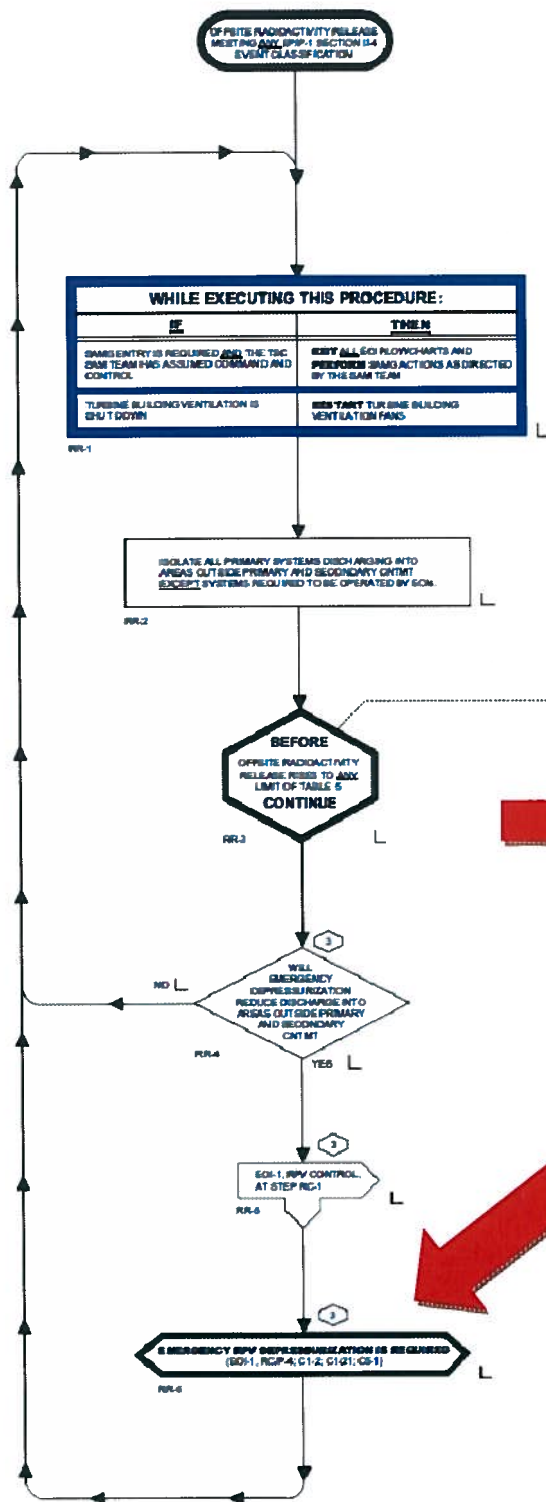 OFFSITE RADIOACTIVITY RELEASE
MEETING ANY SECTION
EVENT CLASSIFICATION
WHILE EXECUTING THIS PROCEDURE:
IF
THEN
SAMG ENTRY IS REQUIRED AND THE TSC
SAM TEAM HAS ASSUMED COMMAND AND
CONTROL
EXIT ALL EOI FLOWCHARTS AND
PERFORM SAMG ACTIONS AS DIRECTED
BY THE SAM TEAM
TURBINE BUILDING VENTILATION IS
SHUT DOWN
RESTART TURBINE BUILDING
VENTILATION FANS
RR-1
ISOLATE ALL PRIMARY SYSTEMS DISCHARGING INTO
AREAS OUTSIDE PRIMARY AND SECONDARY CNTMT
EXCEPT SYSTEMS REQUIRED TO BE OPERATED BY
RR-2
BEFORE
OFFSITE RADIOACTIVITY
RELEASE RISES TO ANY
LIMIT OF TABLE
CONTINUE
RR-3
3
WILL
EMERGENCY
DEPRESSURIZATION
REDUCE DISCHARGE INTO
AREAS OUTSIDE PRIMARY
AND SECONDARY
CNTMT
NO
RR-4
YES
3
EOI-1, RPV CONTROL,
AT STEP RC-1
RR-5
3
EMERGENCY RPV DEPRESSURIZATION IS REQUIRED
(EOI-1, RC/P-4; C1-2; C1-21; C5-1)
RR-6